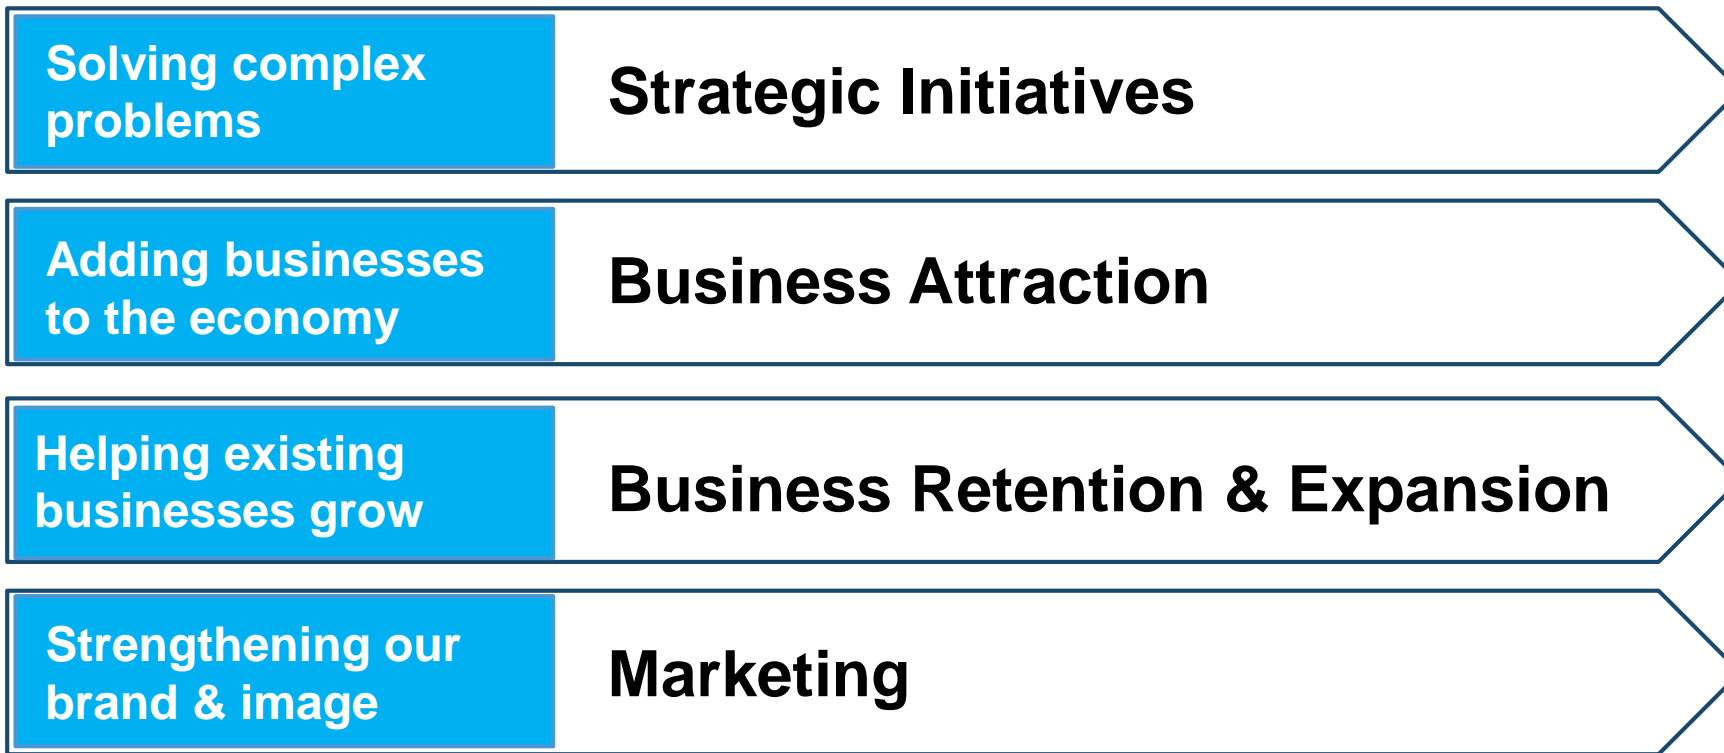 Solving complex
problems
Strategic Initiatives
Adding businesses
to the economy
Business Attraction
Helping existing
businesses grow
Business Retention & Expansion
Strengthening our
brand & image
Marketing